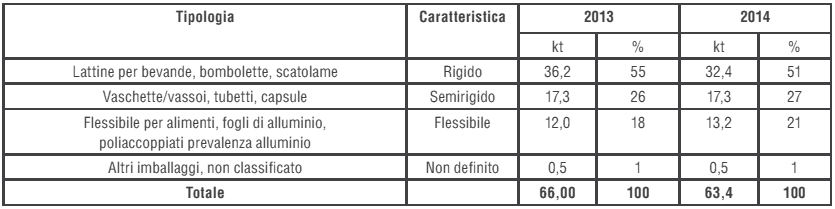 Tipologia Caratteristica 2013 2014
kt % kt %
Lattine per bevande, bombolette, scatolame Rigido 36,2 55 32,4 51
Vaschette/vassoi, tubetti, capsule Semirigido 17,3 26 17,3 27
Flessibile per alimenti, fogli di alluminio, Flessibile 12,0 18 13,2 21
poliaccoppiati prevalenza alluminio
Altri imballaggi, non classificato Non definito 0,5 1 0,5 1
Totale 66,00 100 63,4 100